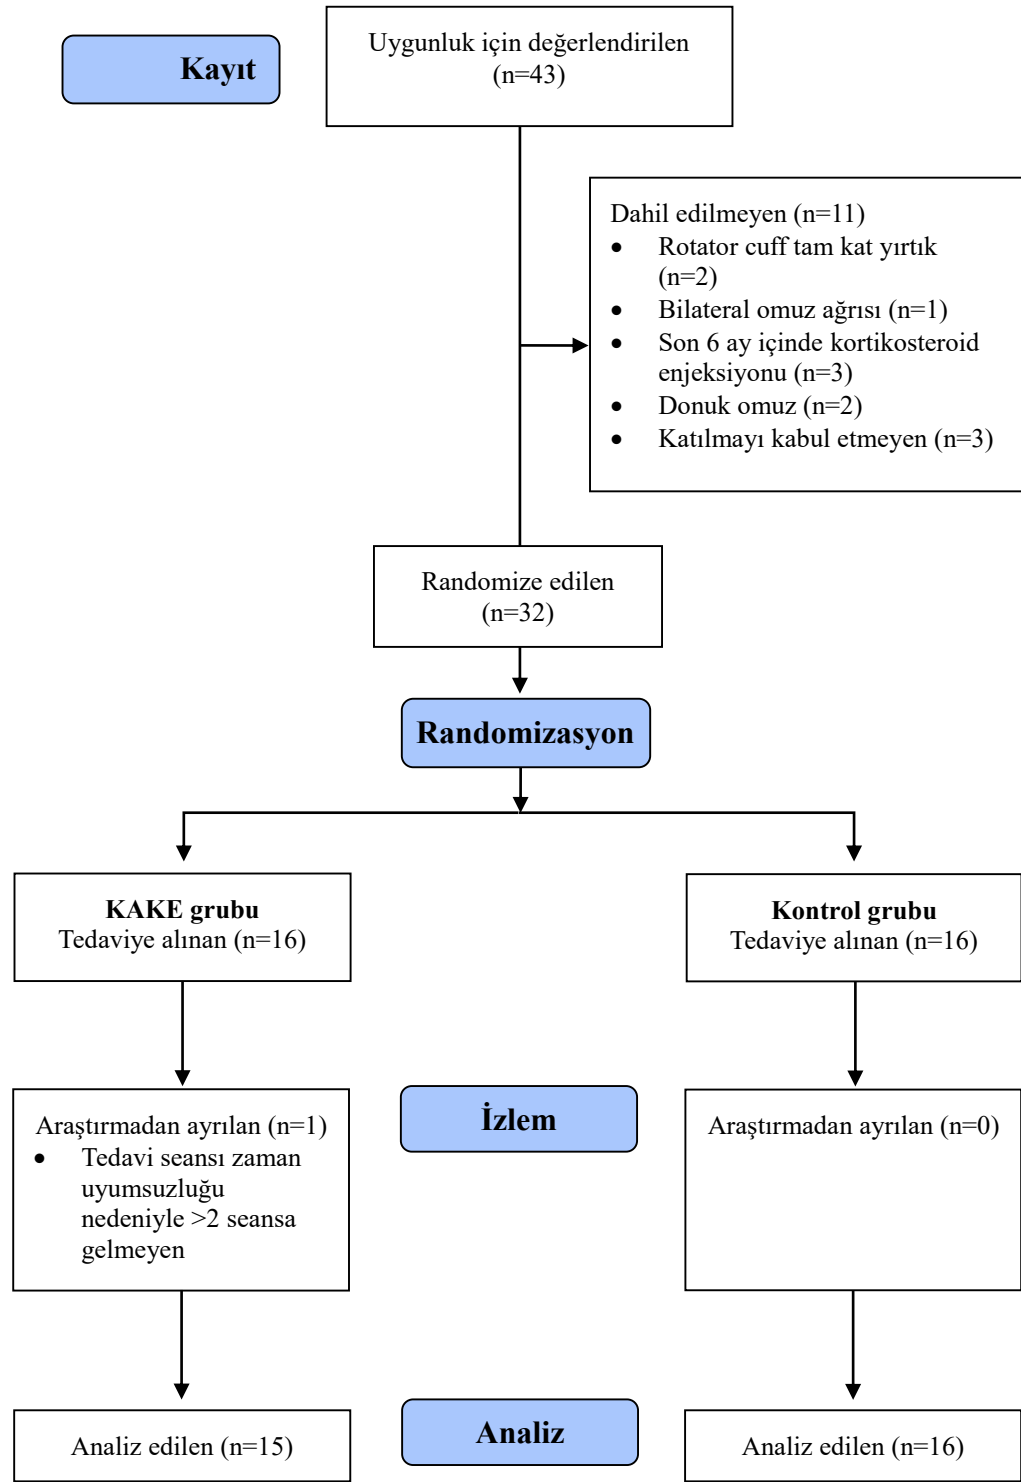 Kayıt
Uygunluk için değerlendirilen
(n=43)
Dahil edilmeyen (n=11)
• Rotator cuff tam kat yırtık
(n=2)
• Bilateral omuz ağrısı (n=1)
• Son 6 ay içinde kortikosteroid
enjeksiyonu (n=3)
• Donuk omuz (n=2)
• Katılmayı kabul etmeyen (n=3)
Randomize edilen
(n=32)
Randomizasyon
KAKE grubu
Tedaviye alınan (n=16)
Kontrol grubu
Tedaviye alınan (n=16)
Araştırmadan ayrılan (n=1)
• Tedavi seansı zaman
uyumsuzluğu
nedeniyle >2 seansa
gelmeyen
İzlem
Araştırmadan ayrılan (n=0)
Analiz edilen (n=15)
Analiz
Analiz edilen (n=16)